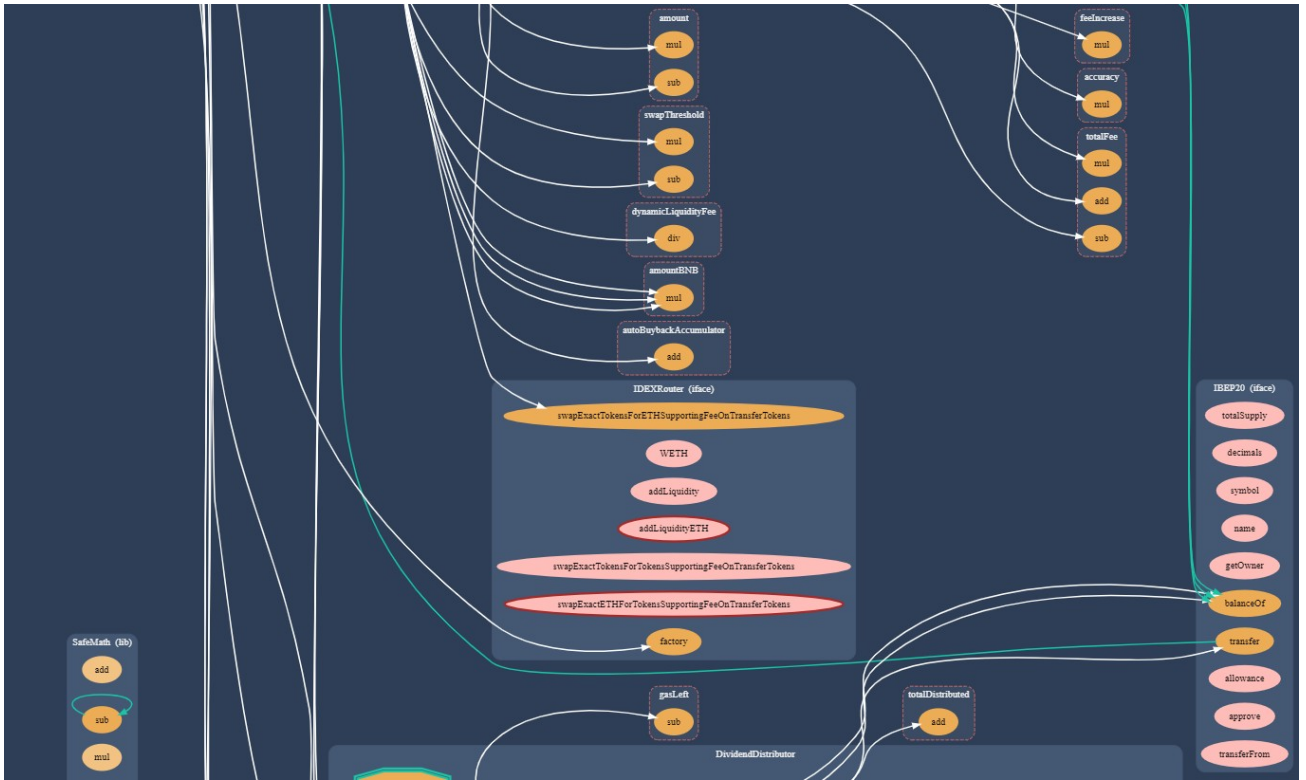 amount
mul
sub
swapThreshold
mul
sub
dynamicLiquidityFee
div
amountBNB
mul
autoBuybackAccumulator
add
feeIncrease
mul
accuracy
mul
totalFee
mul
add
sub
IDEXRouter (iface)
swapExactTokensForETHSupportingFeeOnTransferTokens
WETH
addLiquidity
addLiquidityETH
swapExactTokensForTokensSupportingFeeOnTransferTokens
swapExactETHForTokensSupportingFeeOnTransferTokens
factory
IBEP20 (iface)
totalSupply
decimals
symbol
name
getOwner
balanceOf
transfer
allowance
approve
transferFrom
SafeMath (lib)
add
sub
mul
gasLeft
sub
totalDistributed
add
DividendDistributor